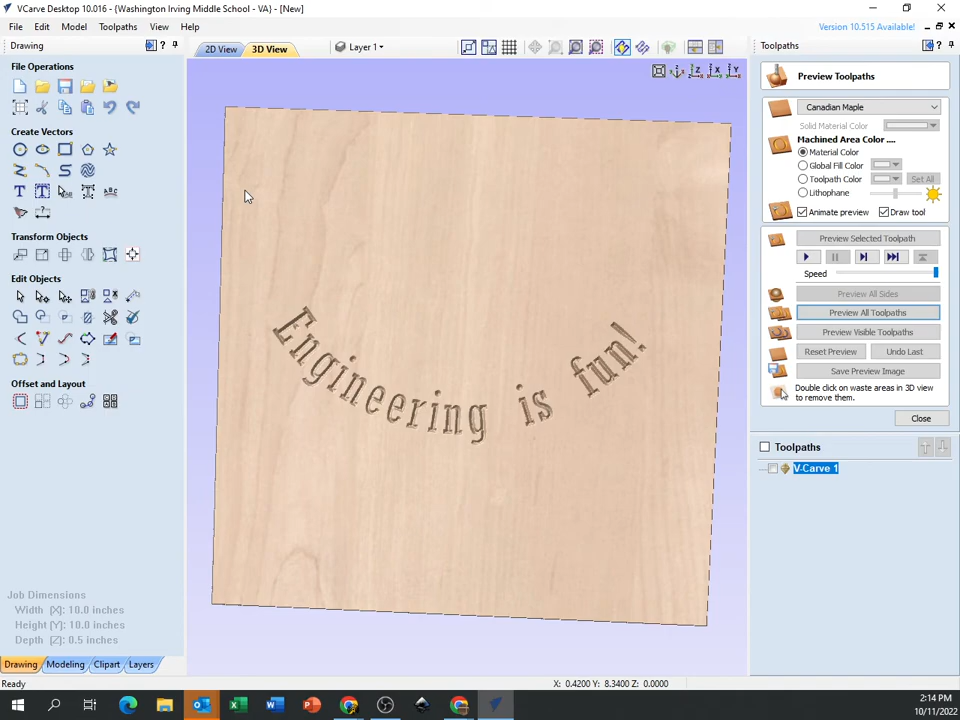 VCarve Desktop 10.016 - {Washington Irving Middle School - VA} - [New]
File Edit Model Toolpaths View Help
Version 10.515 Available!
Drawing
2D View 3D View Layer 1
Toolpaths
File Operations
Create Vectors
Transform Objects
Edit Objects
Offset and Layout
Job Dimensions
Width [X]: 10.0 inches
Height [Y]: 10.0 inches
Depth [Z]: 0.5 inches
Drawing Modeling Clipart Layers
Engineering is fun!
Preview Toolpaths
Canadian Maple
Solid Material Color
Machined Area Color ....
Material Color
Global Fill Color
Toolpath Color Set All
Lithophane
Animate preview Draw tool
Preview Selected Toolpath
Speed
Preview All Sides
Preview All Toolpaths
Preview Visible Toolpaths
Reset Preview Undo Last
Save Preview Image
Double click on waste areas in 3D view
to remove them.
Close
Toolpaths
V-Carve 1
Ready
X: 0.4200 Y: 8.3400 Z: 0.0000
2:14 PM
10/11/2022